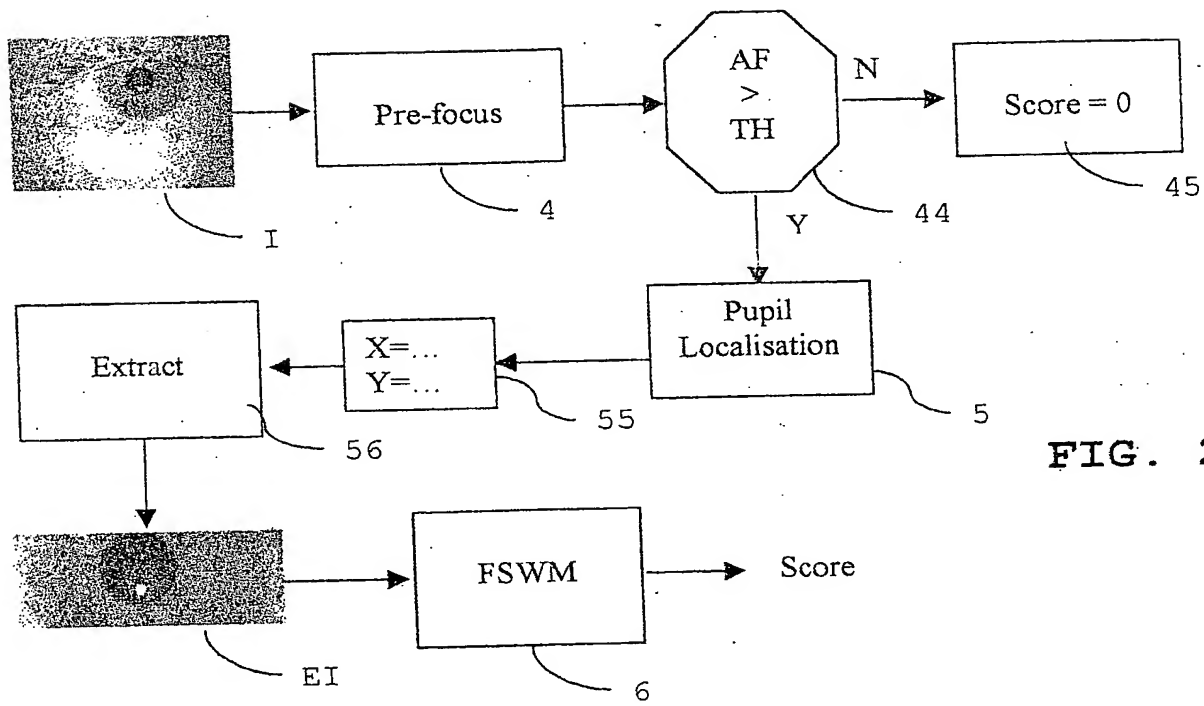 Pre-focus
AF
>
TH
N
Score = 0
I
4
44
45
Y
Extract
X=...
Y=...
Pupil
Localisation
56
55
5
FIG.
FSWM
Score
EI
6